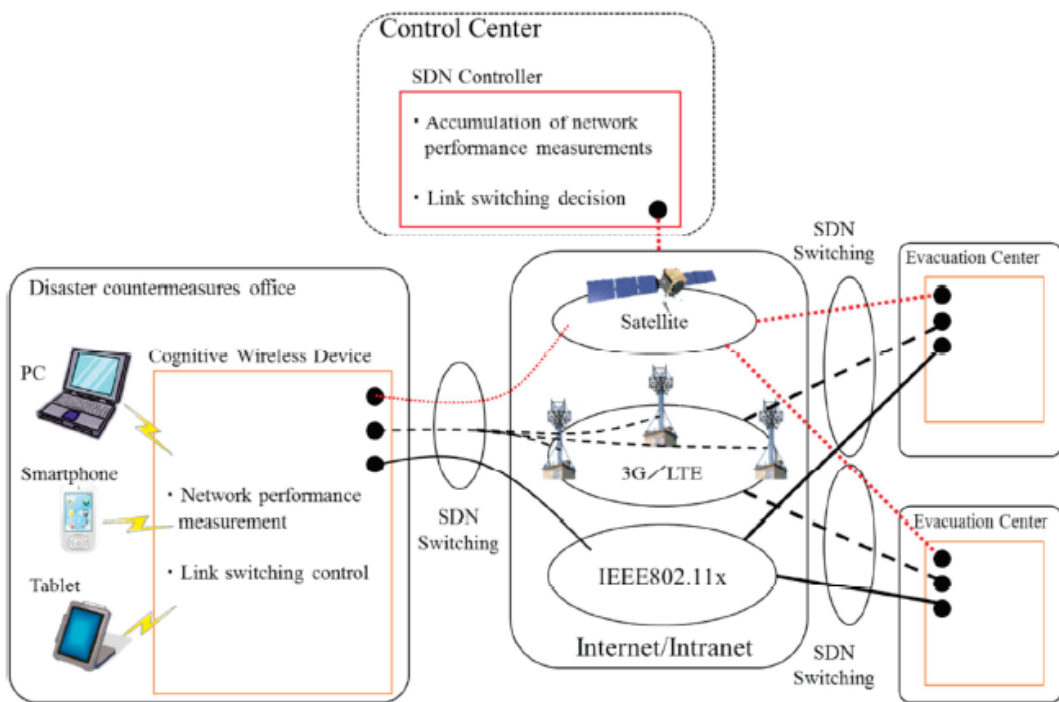 Control Center
SDN Controller
・Accumulation of network
performance measurements
・Link switching decision
SDN
Switching
Evacuation Center
Disaster countermeasures office
Satellite
PC
Cognitive Wireless Device
3G／LTE
Smartphone
・Network performance
measurement
SDN
Switching
Evacuation Center
・Link switching control
IEEE802.11x
Tablet
Internet/Intranet
SDN
Switching